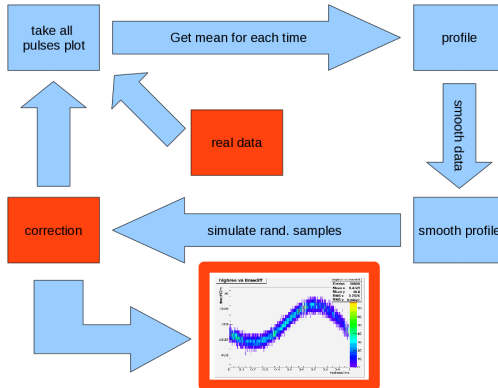 take all
pulses plot
Get mean for each time
profile
smooth data
real data
correction
simulate rand. samples
smooth profile
highres vs timediff
Entries
Mean x
Mean y
RMS x
RMS y